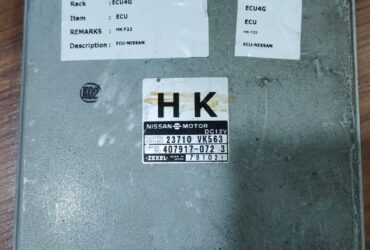 Rack : ECU4G
Item : ECU
REMARKS : HK F22
Description : ECU-NISSAN
ECU4G
ECU
HK F22
ECU-NISSAN
HK
NISSAN MOTOR
DC12V
23710 VK563
407917-072 3
ZEXEL